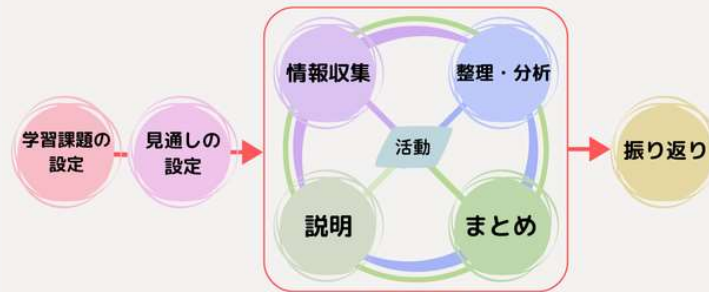 学習課題の
設定
見通しの
設定
情報収集
整理・分析
活動
説明
まとめ
振り返り